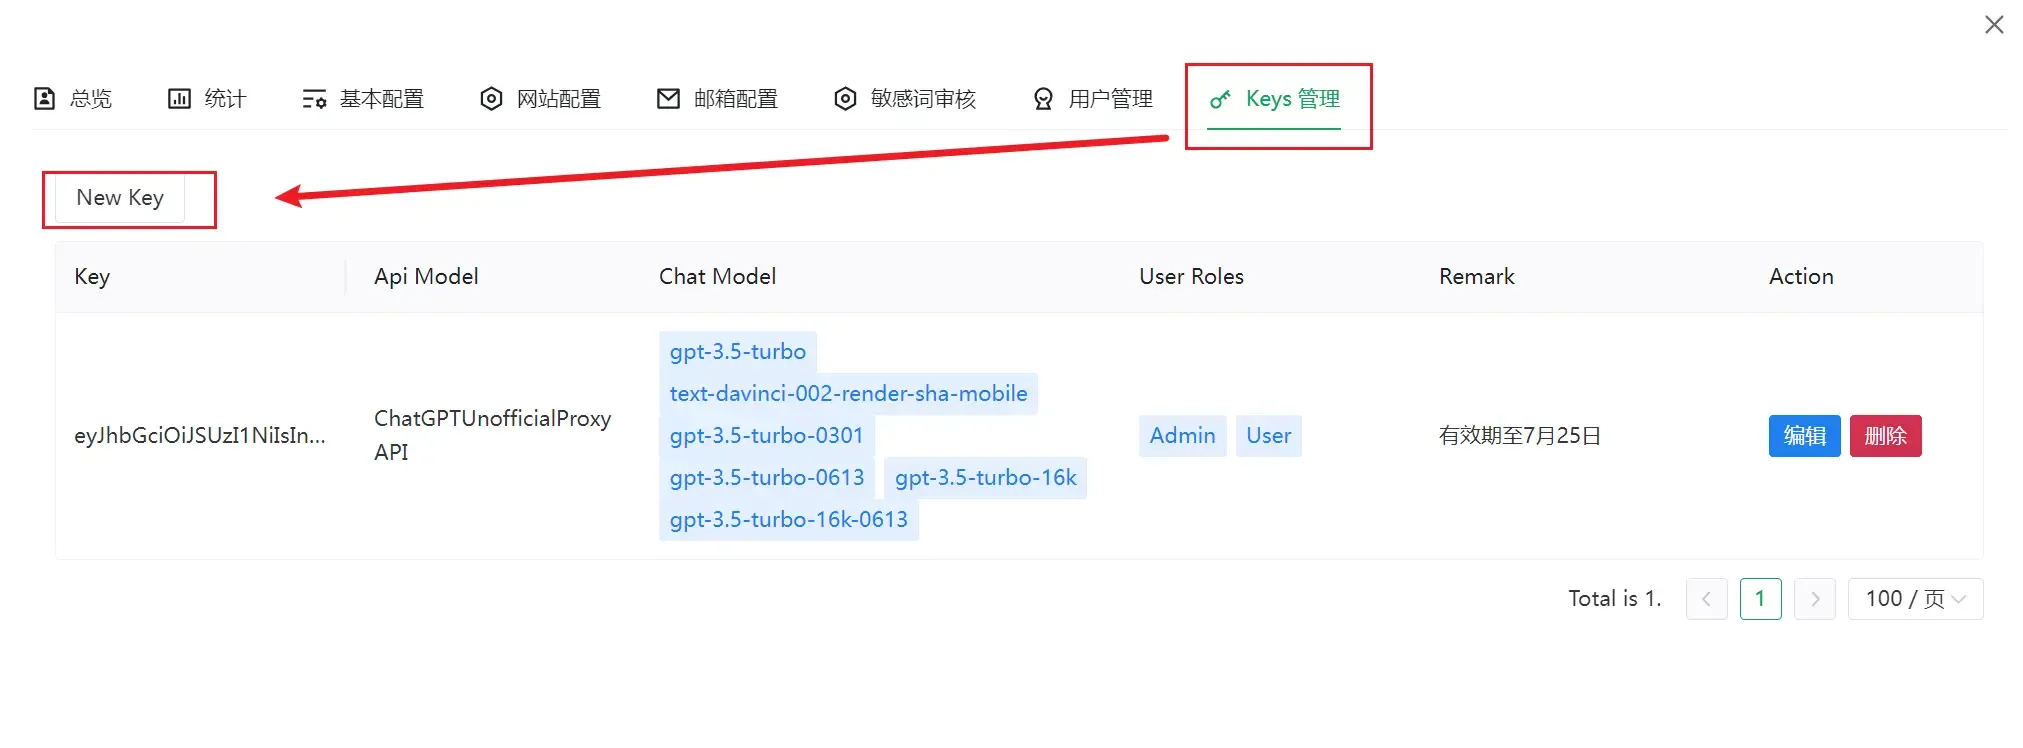 总览 统计 基本配置 网站配置 邮箱配置 敏感词审核 用户管理 Keys 管理
New Key
Key Api Model Chat Model User Roles Remark Action
eyJhbGciOiJSUzI1NiIsIn...
ChatGPTUnofficialProxy
API
gpt-3.5-turbo
text-davinci-002-render-sha-mobile
gpt-3.5-turbo-0301
gpt-3.5-turbo-0613 gpt-3.5-turbo-16k
gpt-3.5-turbo-16k-0613
Admin User
有效期至7月25日
编辑 删除
Total is 1. 1 100 / 页